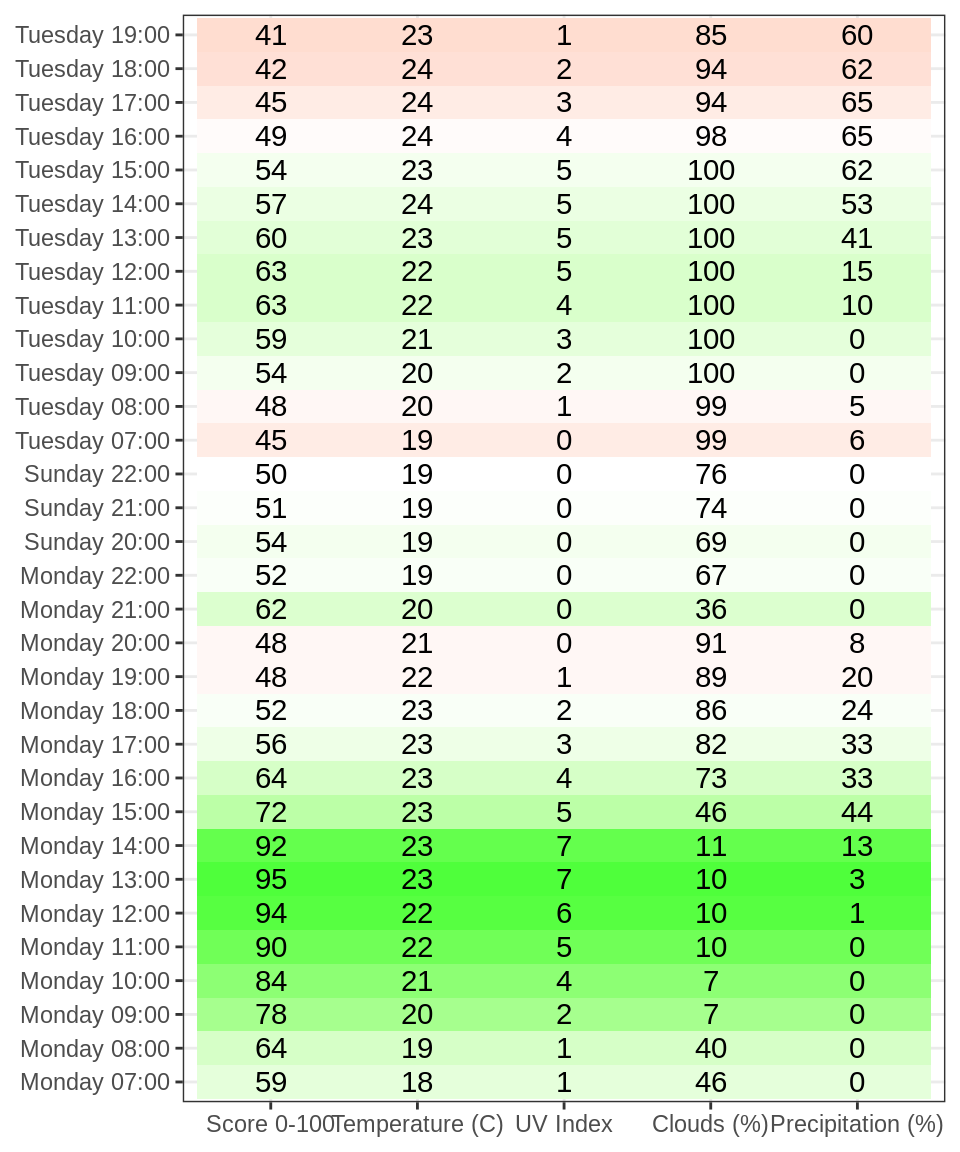 Tuesday 19:00 41 23 1 85 60
Tuesday 18:00 42 24 2 94 62
Tuesday 17:00 45 24 3 94 65
Tuesday 16:00 49 24 4 98 65
Tuesday 15:00 54 23 5 100 62
Tuesday 14:00 57 24 5 100 53
Tuesday 13:00 60 23 5 100 41
Tuesday 12:00 63 22 5 100 15
Tuesday 11:00 63 22 4 100 10
Tuesday 10:00 59 21 3 100 0
Tuesday 09:00 54 20 2 100 0
Tuesday 08:00 48 20 1 99 5
Tuesday 07:00 45 19 0 99 6
Sunday 22:00 50 19 0 76 0
Sunday 21:00 51 19 0 74 0
Sunday 20:00 54 19 0 69 0
Monday 22:00 52 19 0 67 0
Monday 21:00 62 20 0 36 0
Monday 20:00 48 21 0 91 8
Monday 19:00 48 22 1 89 20
Monday 18:00 52 23 2 86 24
Monday 17:00 56 23 3 82 33
Monday 16:00 64 23 4 73 33
Monday 15:00 72 23 5 46 44
Monday 14:00 92 23 7 11 13
Monday 13:00 95 23 7 10 3
Monday 12:00 94 22 6 10 1
Monday 11:00 90 22 5 10 0
Monday 10:00 84 21 4 7 0
Monday 09:00 78 20 2 7 0
Monday 08:00 64 19 1 40 0
Monday 07:00 59 18 1 46 0
Score 0-100 Temperature (C) UV Index Clouds (%) Precipitation (%)